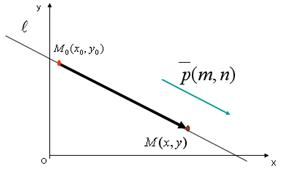 y
ℓ
M₀(x₀, y₀)
p̅(m, n)
M(x, y)
O
x